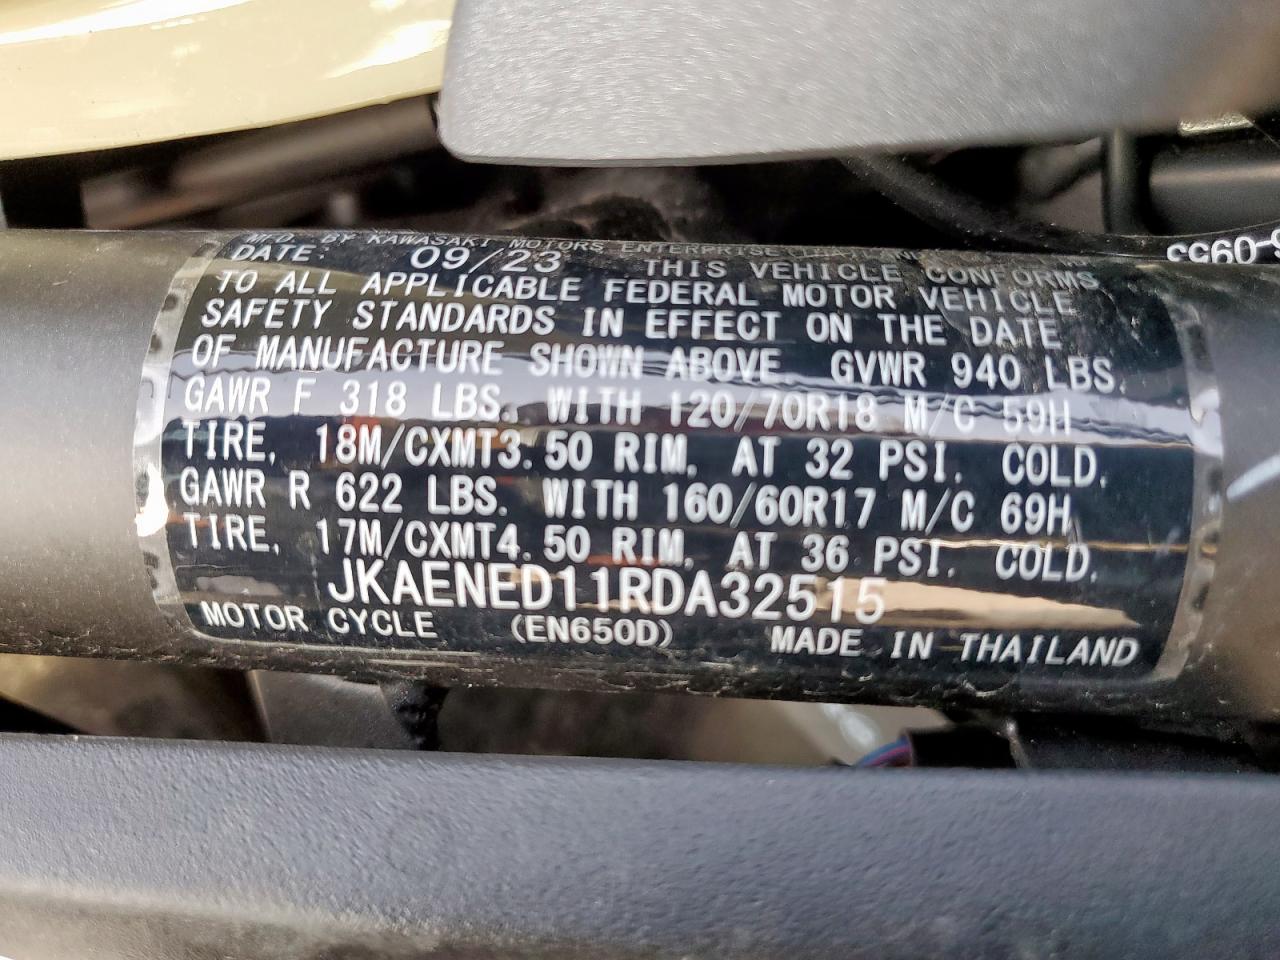 MFD. BY KAWASAKI MOTORS ENTERPRISE (THAILAND)
DATE: 09/23 THIS VEHICLE CONFORMS
TO ALL APPLICABLE FEDERAL MOTOR VEHICLE
SAFETY STANDARDS IN EFFECT ON THE DATE
OF MANUFACTURE SHOWN ABOVE. GVWR 940 LBS.
GAWR F 318 LBS. WITH 120/70R18 M/C 59H
TIRE, 18M/CXMT3.50 RIM, AT 32 PSI. COLD.
GAWR R 622 LBS. WITH 160/60R17 M/C 69H
TIRE, 17M/CXMT4.50 RIM, AT 36 PSI. COLD.
JKAENED11RDA32515
MOTOR CYCLE (EN650D) MADE IN THAILAND